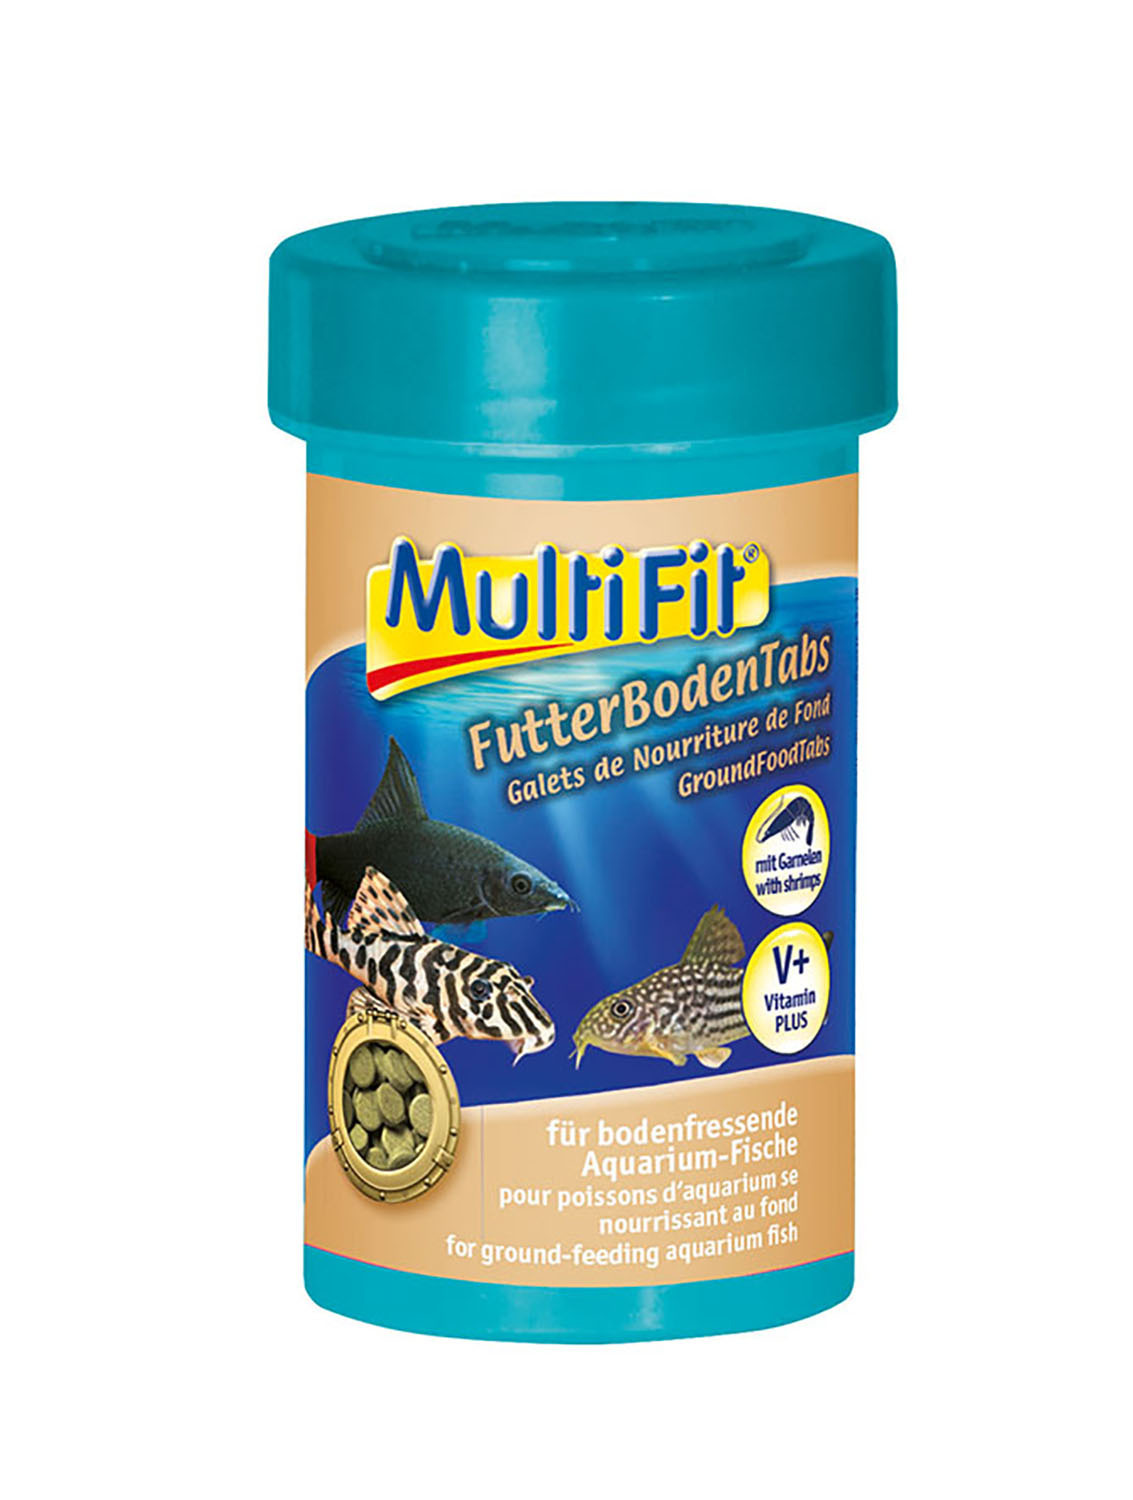 MultiFit®
FutterBodenTabs
Galets de Nourriture de Fond
GroundFoodTabs
mit Garnelen
with shrimps
V+
Vitamin
PLUS
für bodenfressende
Aquarium-Fische
pour poissons d'aquarium se
nourrissant au fond
for ground-feeding aquarium fish